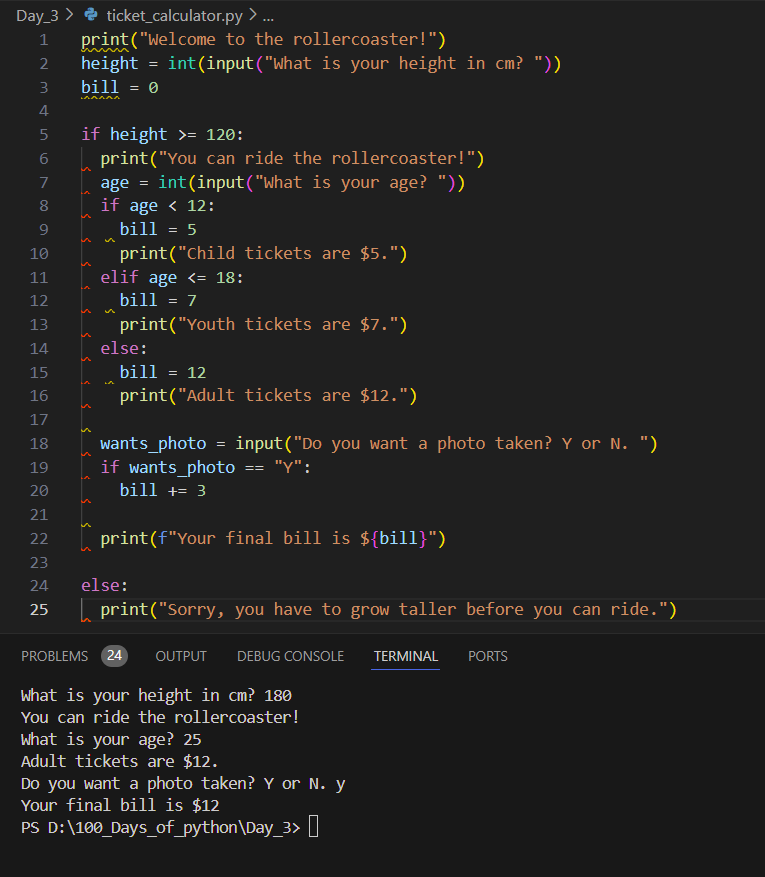 Day_3 > ticket_calculator.py > ...
1 print("Welcome to the rollercoaster!")
2 height = int(input("What is your height in cm? "))
3 bill = 0
4
5 if height >= 120:
6   print("You can ride the rollercoaster!")
7   age = int(input("What is your age? "))
8   if age < 12:
9     bill = 5
10     print("Child tickets are $5.")
11   elif age <= 18:
12     bill = 7
13     print("Youth tickets are $7.")
14   else:
15     bill = 12
16     print("Adult tickets are $12.")
17
18   wants_photo = input("Do you want a photo taken? Y or N. ")
19   if wants_photo == "Y":
20     bill += 3
21
22   print(f"Your final bill is ${bill}")
23
24 else:
25   print("Sorry, you have to grow taller before you can ride.")
PROBLEMS 24 OUTPUT DEBUG CONSOLE TERMINAL PORTS
What is your height in cm? 180
You can ride the rollercoaster!
What is your age? 25
Adult tickets are $12.
Do you want a photo taken? Y or N. y
Your final bill is $12
PS D:\100_Days_of_python\Day_3>